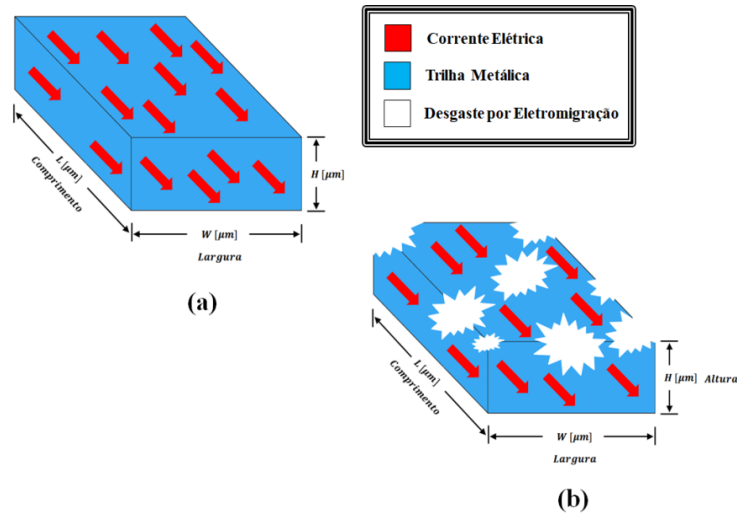 Corrente Elétrica
Trilha Metálica
Desgaste por Eletromigração
L [μm]
Comprimento
H [μm]
W [μm]
Largura
(a)
L [μm]
Comprimento
H [μm] Altura
W [μm]
Largura
(b)